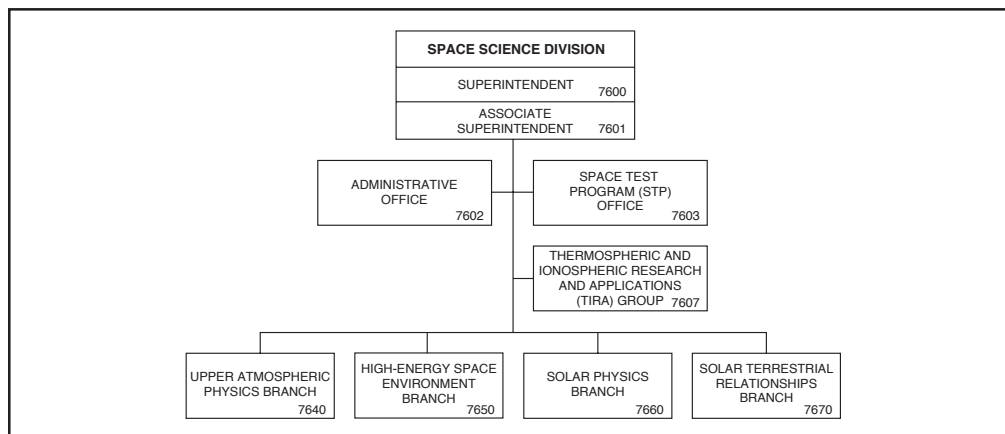 SPACE SCIENCE DIVISION
SUPERINTENDENT
7600
ASSOCIATE
SUPERINTENDENT
7601
ADMINISTRATIVE
OFFICE
7602
SPACE TEST
PROGRAM (STP)
OFFICE
7603
THERMOSPHERIC AND
IONOSPHERIC RESEARCH
AND APPLICATIONS
(TIRA) GROUP
7607
UPPER ATMOSPHERIC
PHYSICS BRANCH
7640
HIGH-ENERGY SPACE
ENVIRONMENT
BRANCH
7650
SOLAR PHYSICS
BRANCH
7660
SOLAR TERRESTRIAL
RELATIONSHIPS
BRANCH
7670